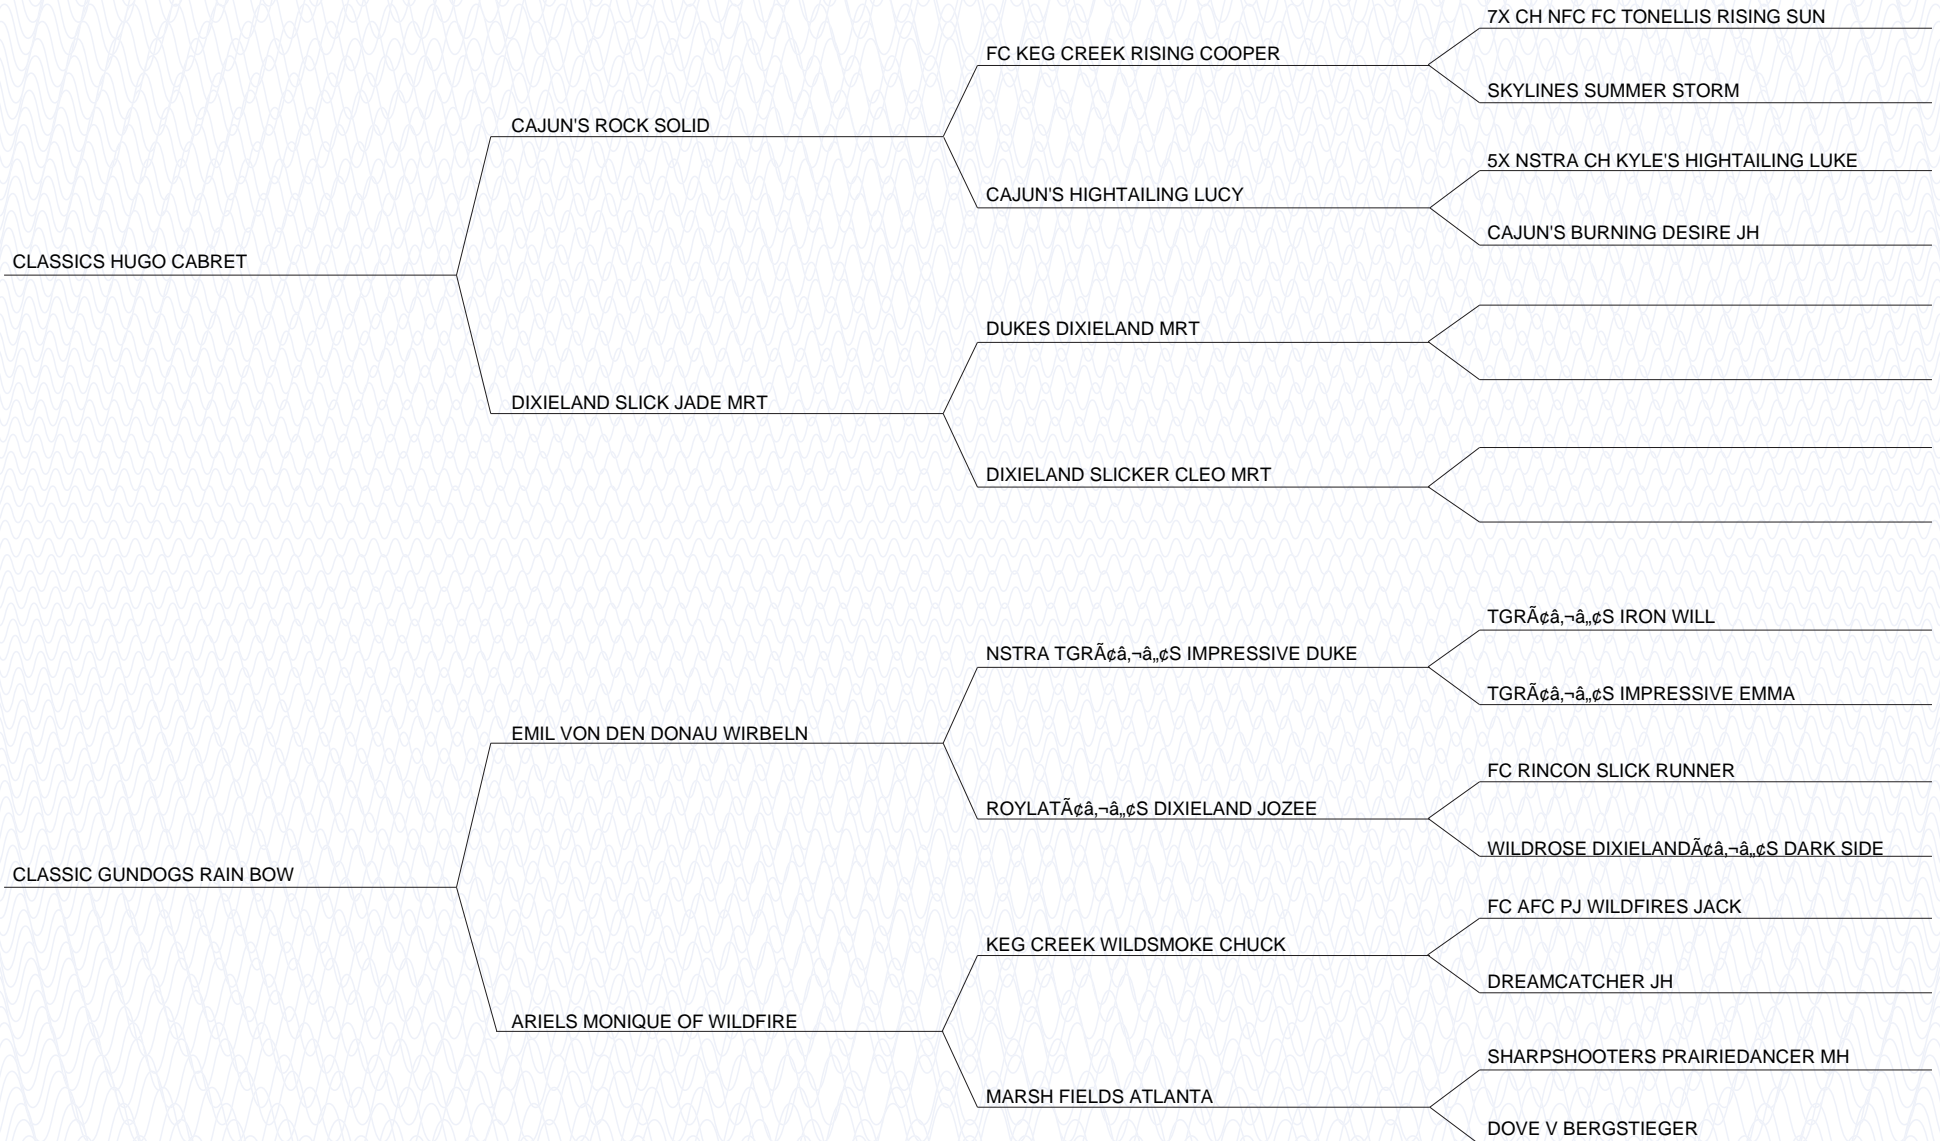 7X CH NFC FC TONELLIS RISING SUN
FC KEG CREEK RISING COOPER
SKYLINES SUMMER STORM
CAJUN'S ROCK SOLID
5X NSTRA CH KYLE'S HIGHTAILING LUKE
CAJUN'S HIGHTAILING LUCY
CAJUN'S BURNING DESIRE JH
CLASSICS HUGO CABRET
DUKES DIXIELAND MRT
DIXIELAND SLICK JADE MRT
DIXIELAND SLICKER CLEO MRT
TGRÃ¢â‚¬â„¢S IRON WILL
NSTRA TGRÃ¢â‚¬â„¢S IMPRESSIVE DUKE
TGRÃ¢â‚¬â„¢S IMPRESSIVE EMMA
EMIL VON DEN DONAU WIRBELN
FC RINCON SLICK RUNNER
ROYLATÃ¢â‚¬â„¢S DIXIELAND JOZEE
WILDROSE DIXIELANDÃ¢â‚¬â„¢S DARK SIDE
CLASSIC GUNDOGS RAIN BOW
FC AFC PJ WILDFIRES JACK
KEG CREEK WILDSMOKE CHUCK
DREAMCATCHER JH
ARIELS MONIQUE OF WILDFIRE
SHARPSHOOTERS PRAIRIEDANCER MH
MARSH FIELDS ATLANTA
DOVE V BERGSTIEGER